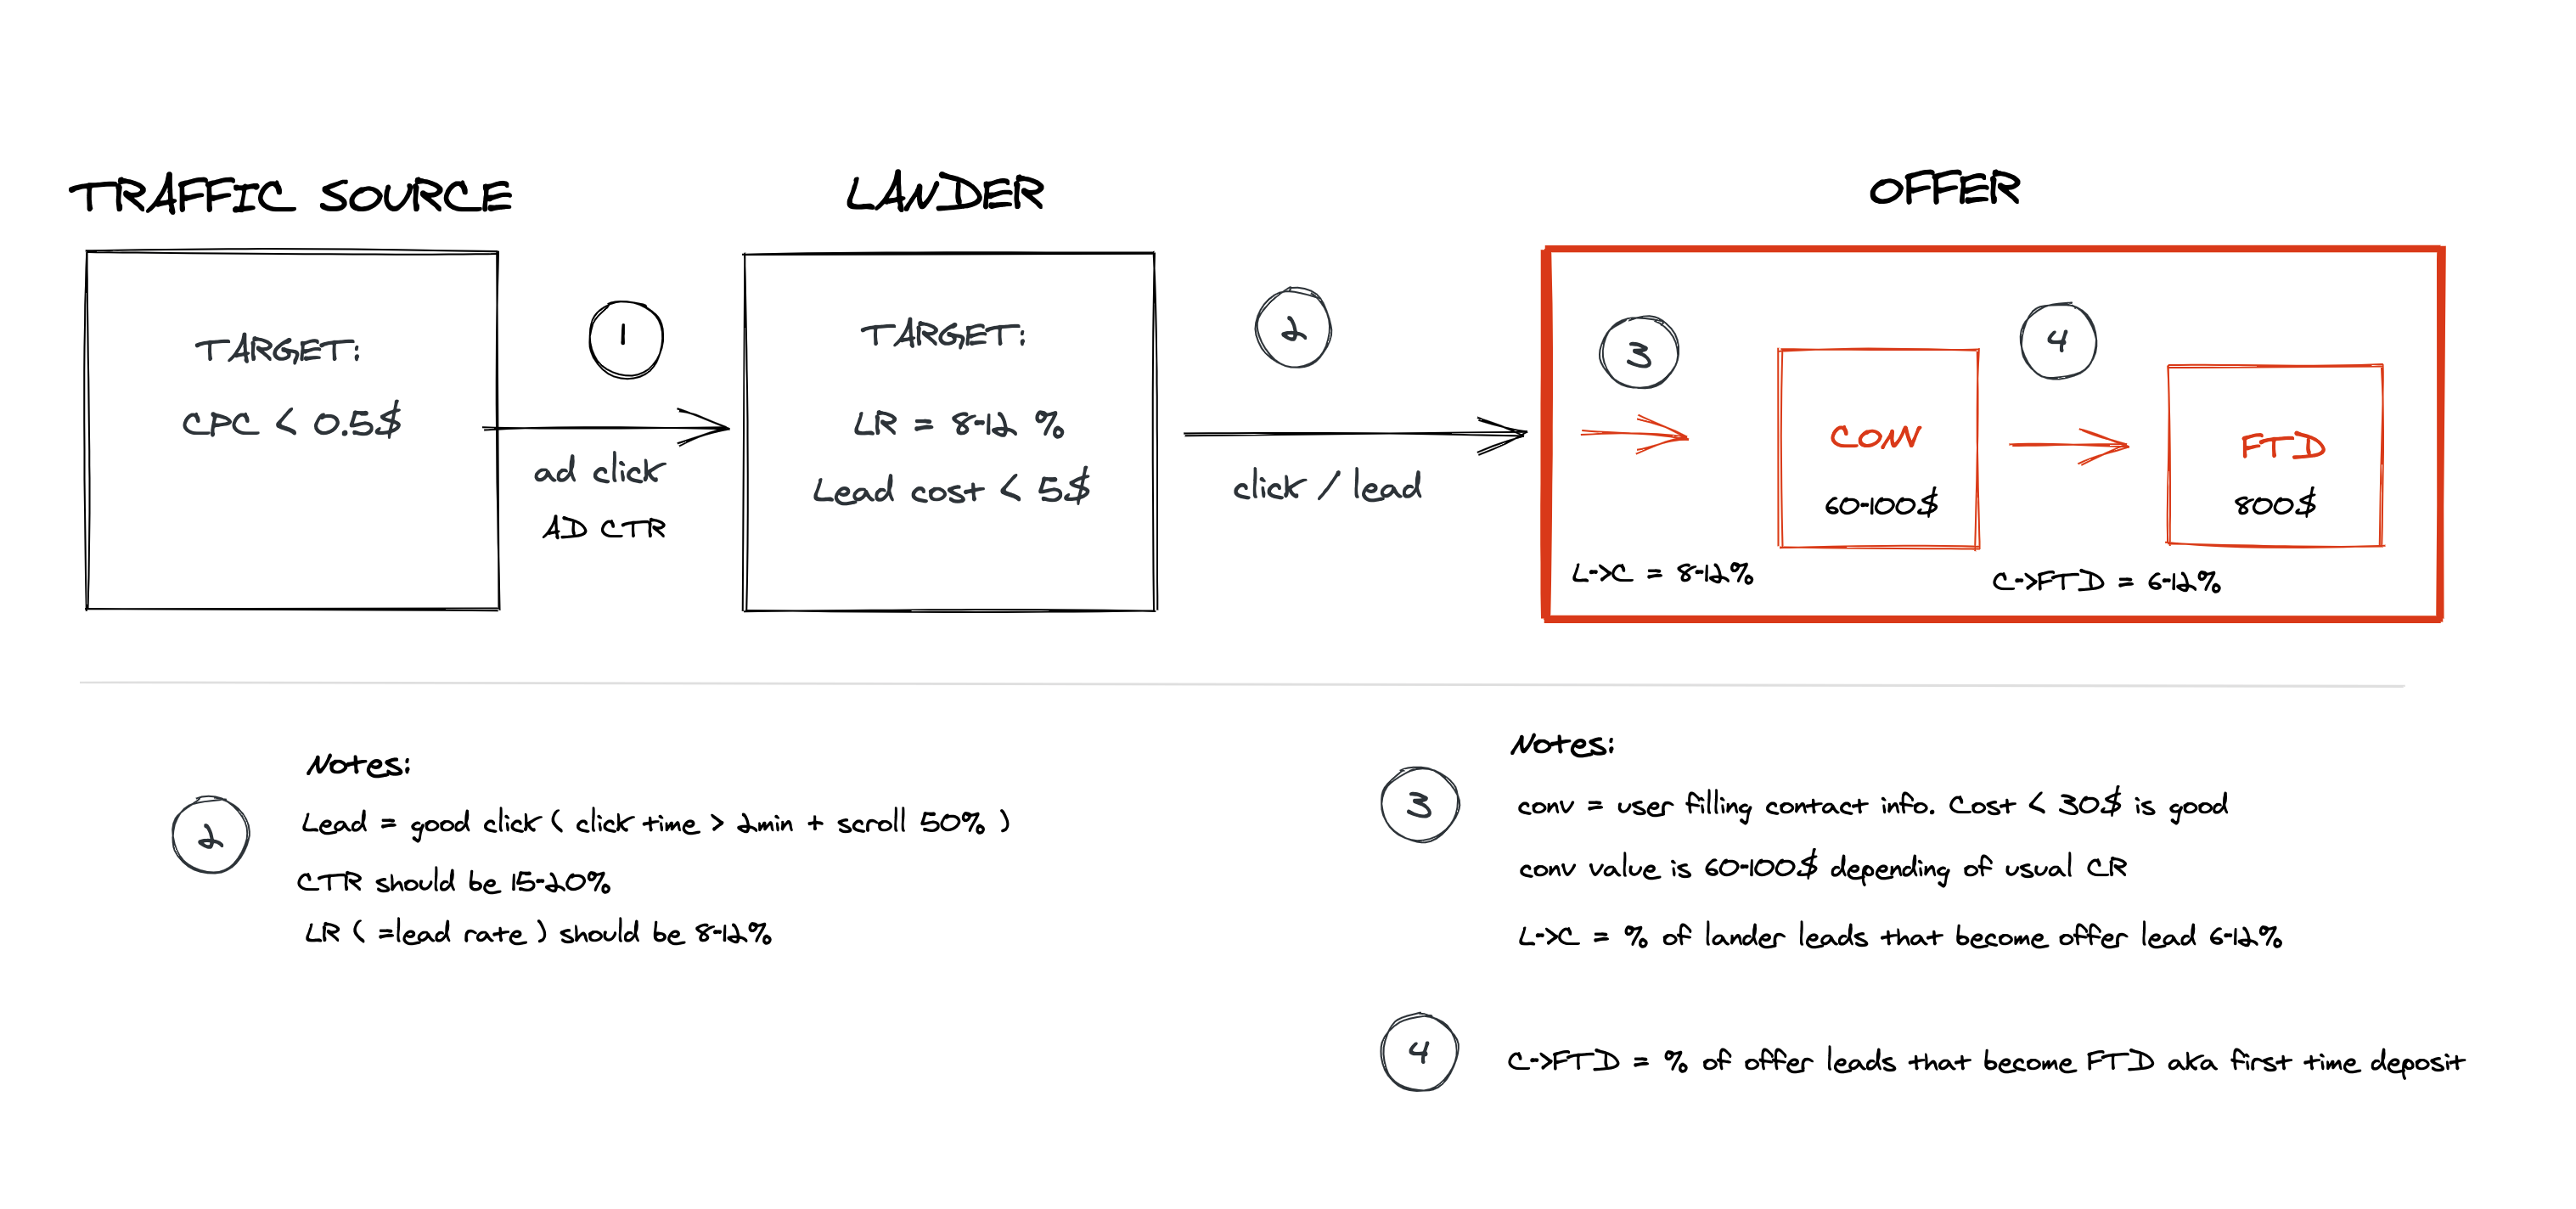 TRAFFIC SOURCE
TARGET:
CPC < 0.5$
1
ad click
AD CTR
LANDER
TARGET:
LR = 8-12 %
Lead cost < 5$
2
click / lead
OFFER
3
L->C = 8-12%
CONV
60-100$
4
C->FTD = 6-12%
FTD
800$
2
Notes:
Lead = good click ( click time > 2min + scroll 50% )
CTR should be 15-20%
LR ( =lead rate ) should be 8-12%
Notes:
3
conv = user filling contact info. Cost < 30$ is good
conv value is 60-100$ depending of usual CR
L->C = % of lander leads that become offer lead 6-12%
4
C->FTD = % of offer leads that become FTD aka first time deposit